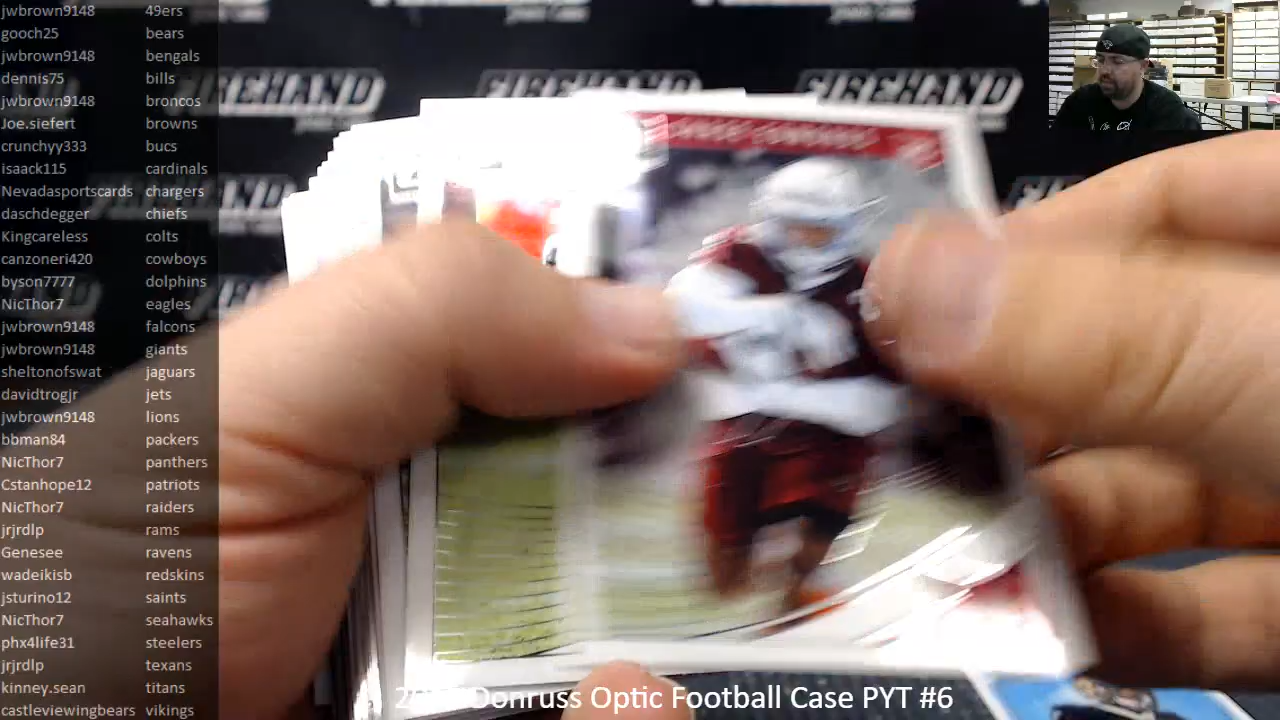 jwbrown9148 49ers
gooch25 bears
jwbrown9148 bengals
dennis75 bills
jwbrown9148 broncos
Joe.siefert browns
crunchyy333 bucs
isaack115 cardinals
Nevadasportscards chargers
daschdegger chiefs
Kingcareless colts
canzoneri420 cowboys
byson7777 dolphins
NicThor7 eagles
jwbrown9148 falcons
jwbrown9148 giants
sheltonofswat jaguars
davidtrogjr jets
jwbrown9148 lions
bbman84 packers
NicThor7 panthers
Cstanhope12 patriots
NicThor7 raiders
jrjrdlp rams
Genesee ravens
wadeikisb redskins
jsturino12 saints
NicThor7 seahawks
phx4life31 steelers
jrjrdlp texans
kinney.sean titans
castleviewingbears vikings
FIREHAND FIREHAND FIREHAND
Donruss Optic Football Case PYT #6